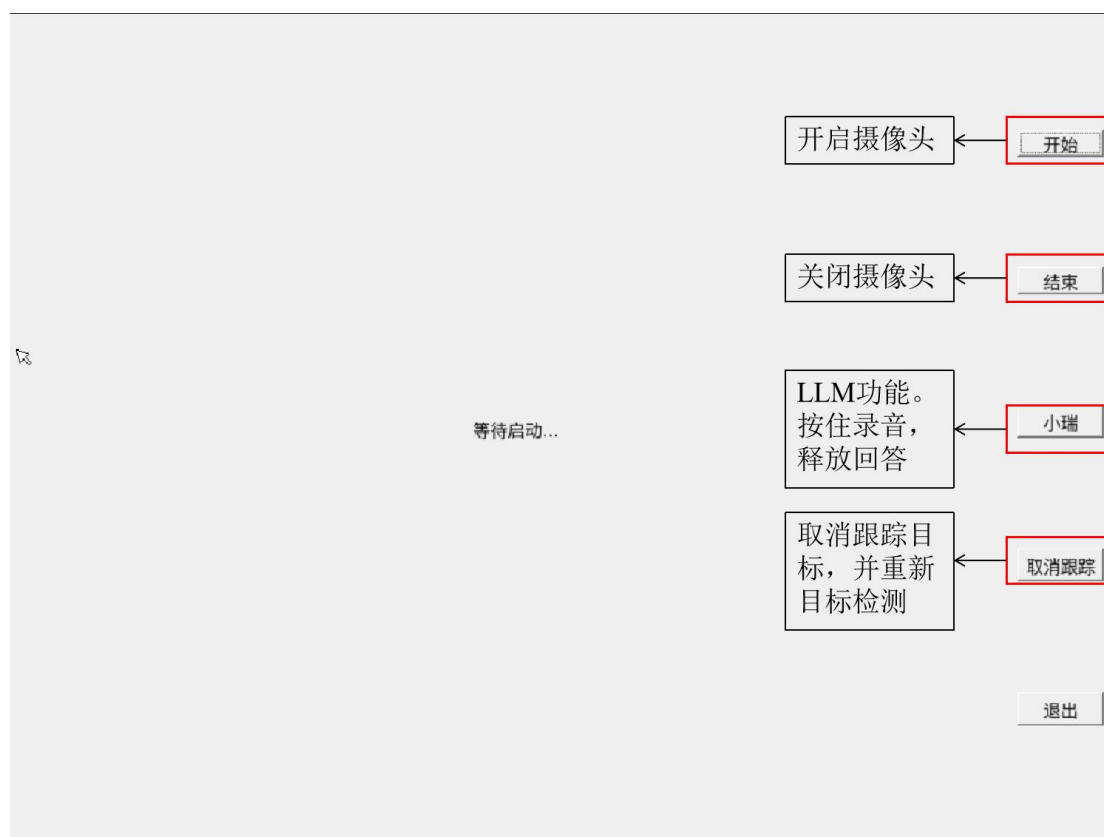 开启摄像头
开始
关闭摄像头
结束
LLM功能。
按住录音，
释放回答
小瑞
等待启动...
取消跟踪目
标，并重新
目标检测
取消跟踪
退出